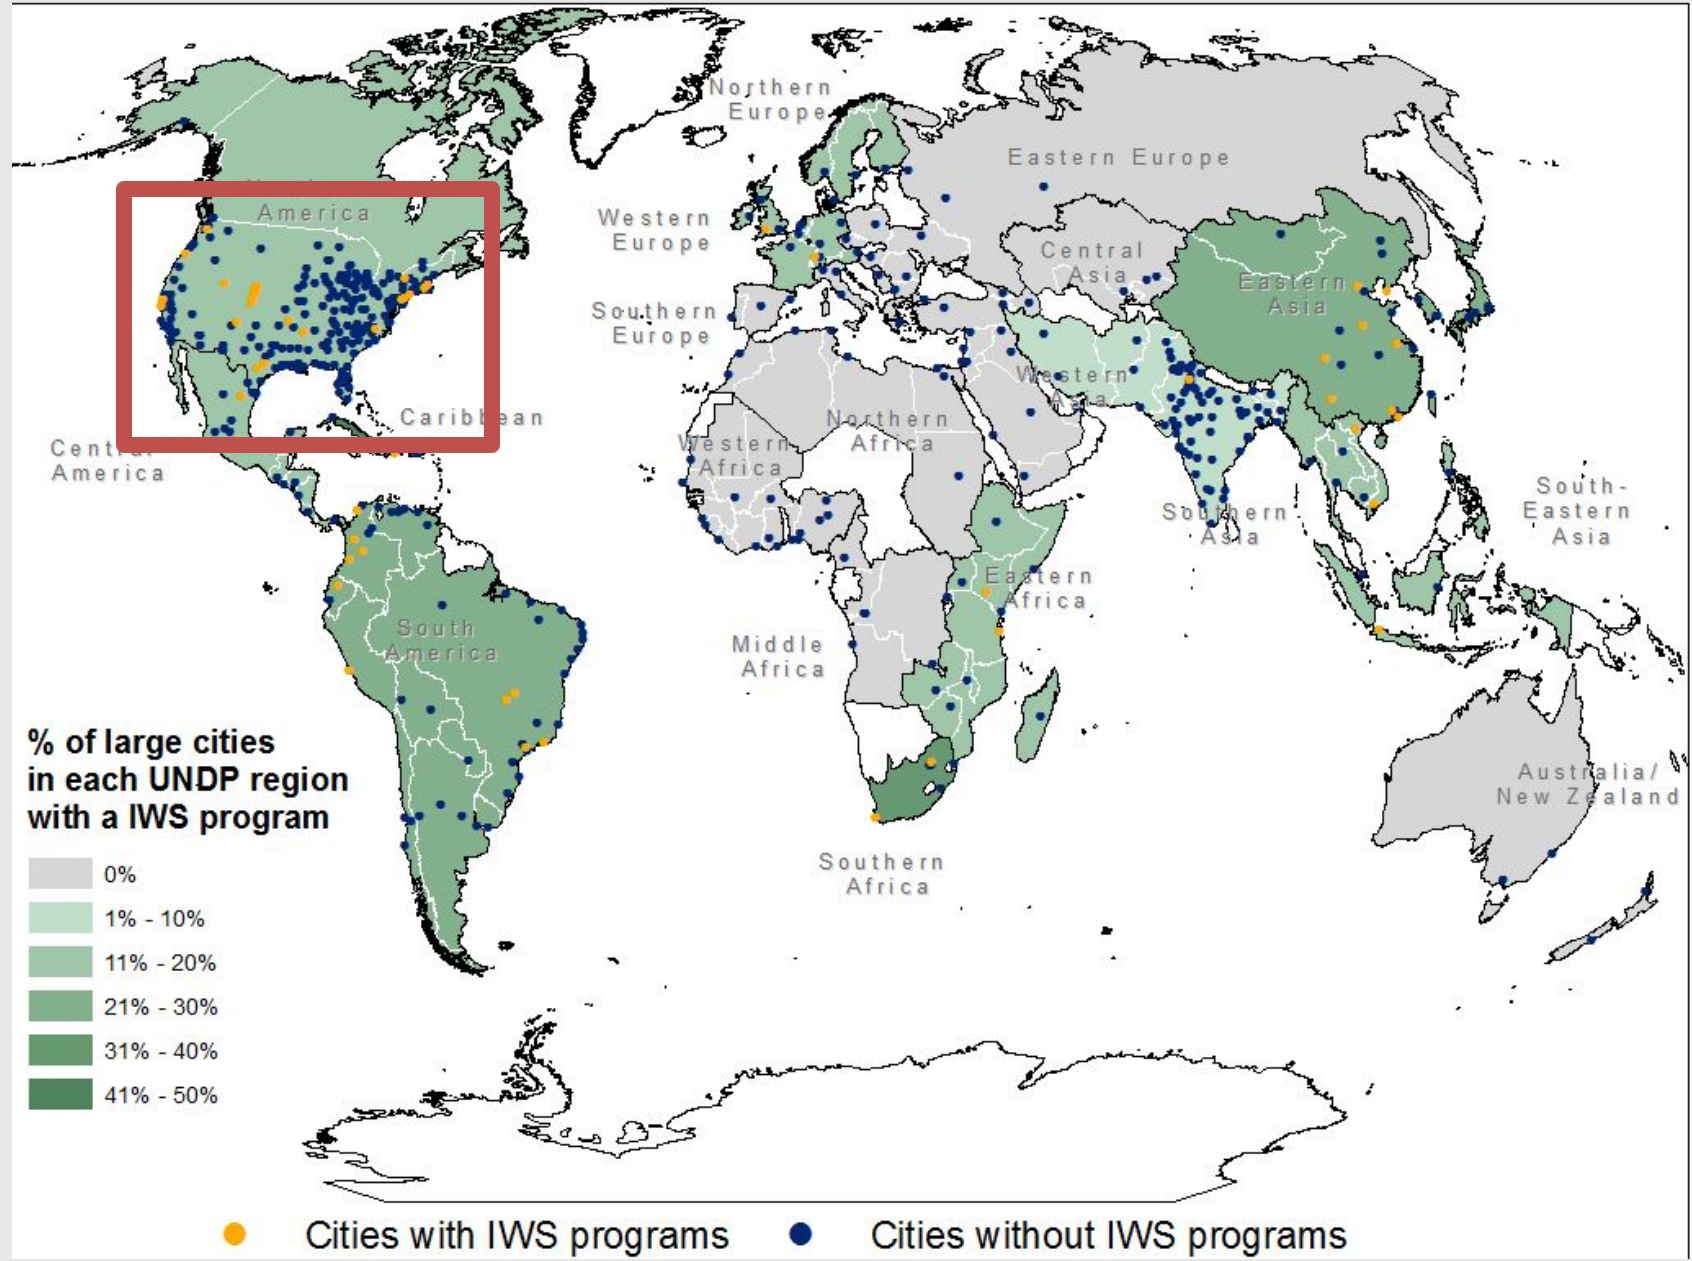 Northern
Europe
Eastern Europe
America
Western
Europe
Central
Asia
Eastern
Asia
Southern
Europe
Western
Asia
Caribbean
Northern
Africa
Western
Africa
Central
America
South-
Eastern
Asia
Southern
Asia
Eastern
Africa
South
America
Middle
Africa
% of large cities
in each UNDP region
with a IWS program
Australia/
New Zealand
Southern
Africa
0%
1% - 10%
11% - 20%
21% - 30%
31% - 40%
41% - 50%
Cities with IWS programs
Cities without IWS programs